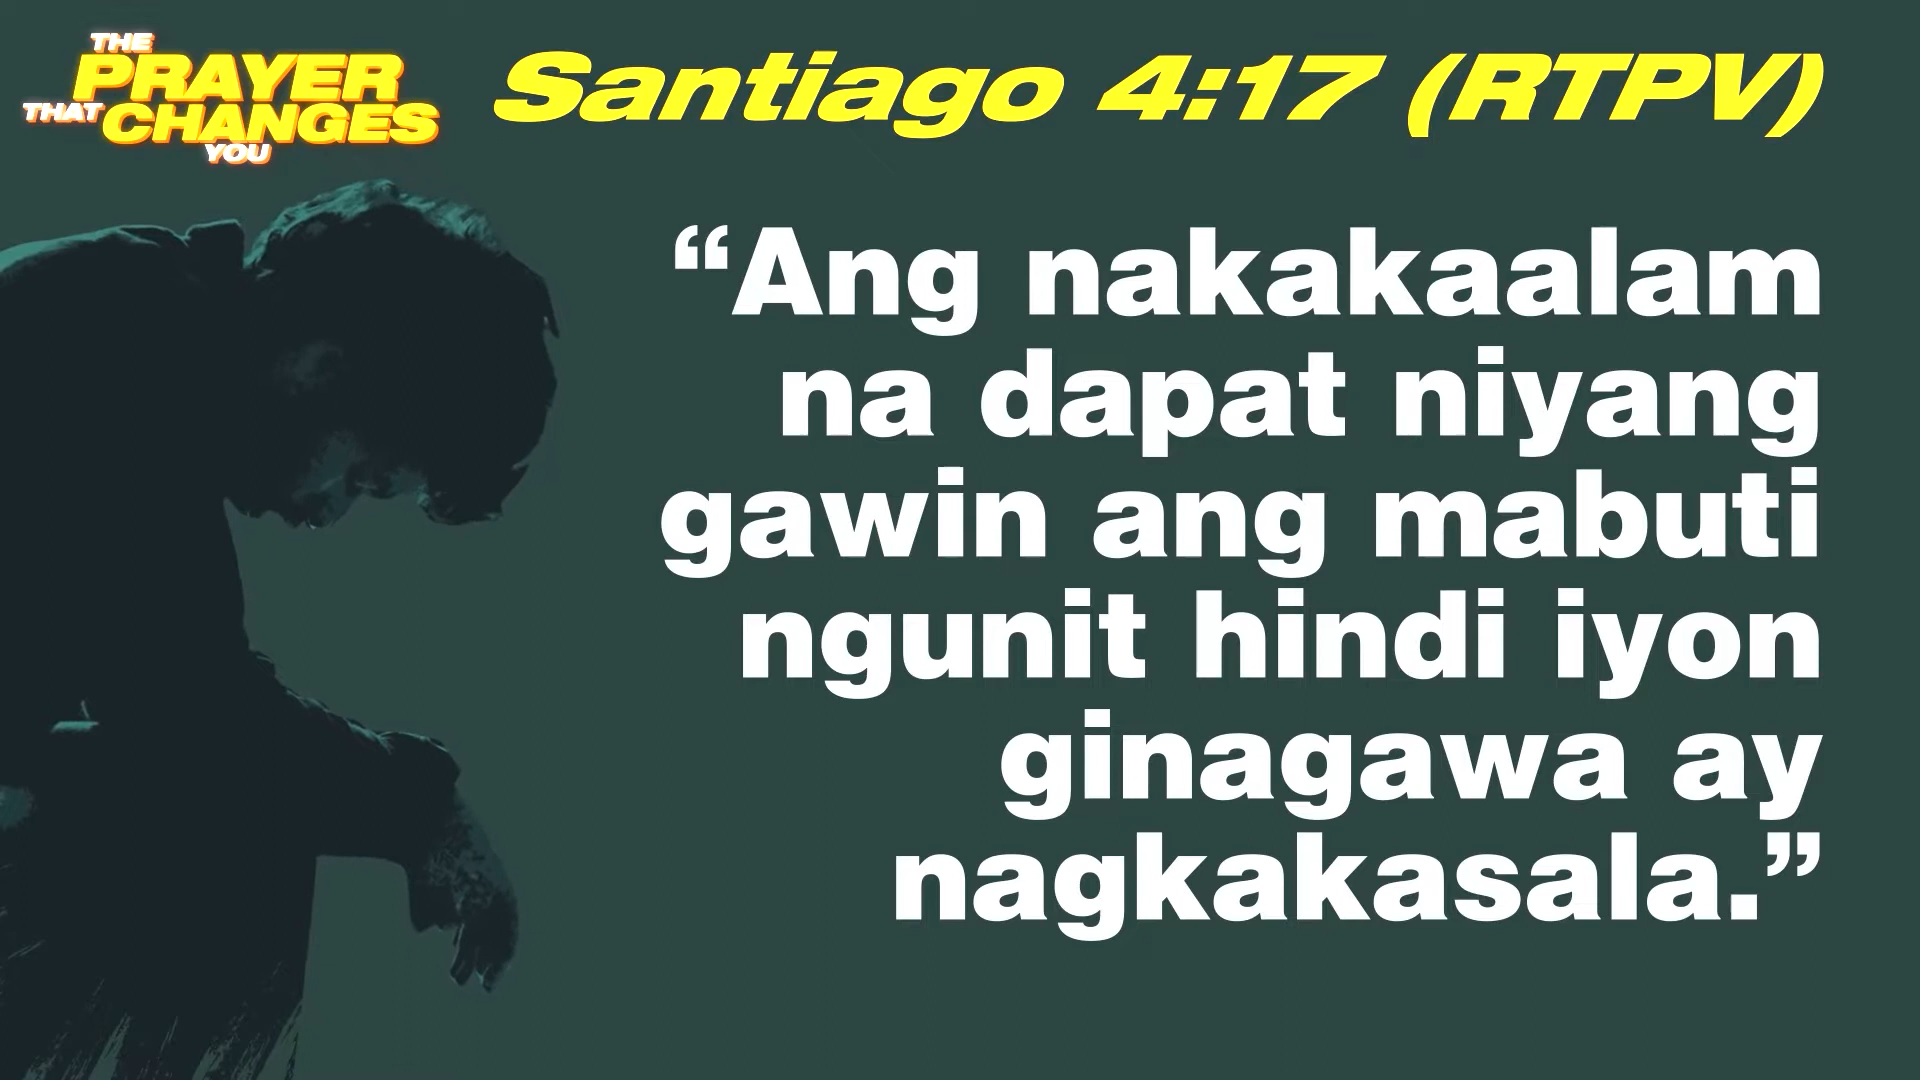 THE
PRAYER
THAT CHANGES
YOU
Santiago 4:17 (RTPV)
“Ang nakakaalam
na dapat niyang
gawin ang mabuti
ngunit hindi iyon
ginagawa ay
nagkakasala.”